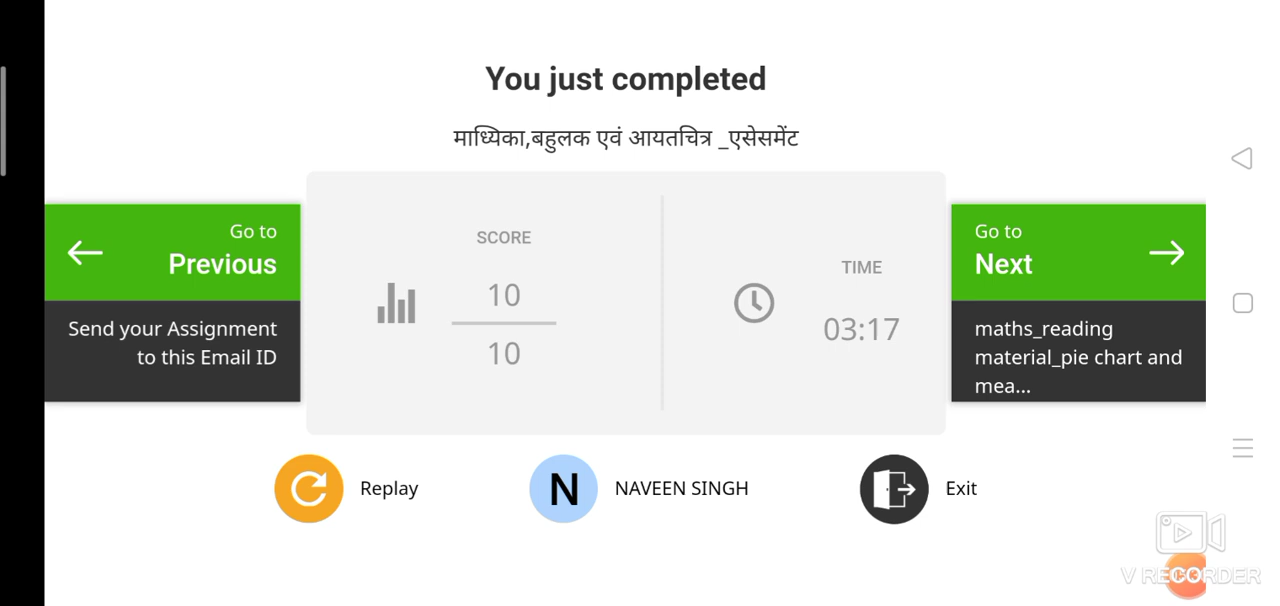 You just completed
माध्यिका,बहुलक एवं आयतचित्र _एसेसमेंट
Go to
Previous
Send your Assignment
to this Email ID
SCORE
10
10
TIME
03:17
Go to
Next
maths_reading
material_pie chart and
mea...
Replay
N
NAVEEN SINGH
Exit
V RECORDER